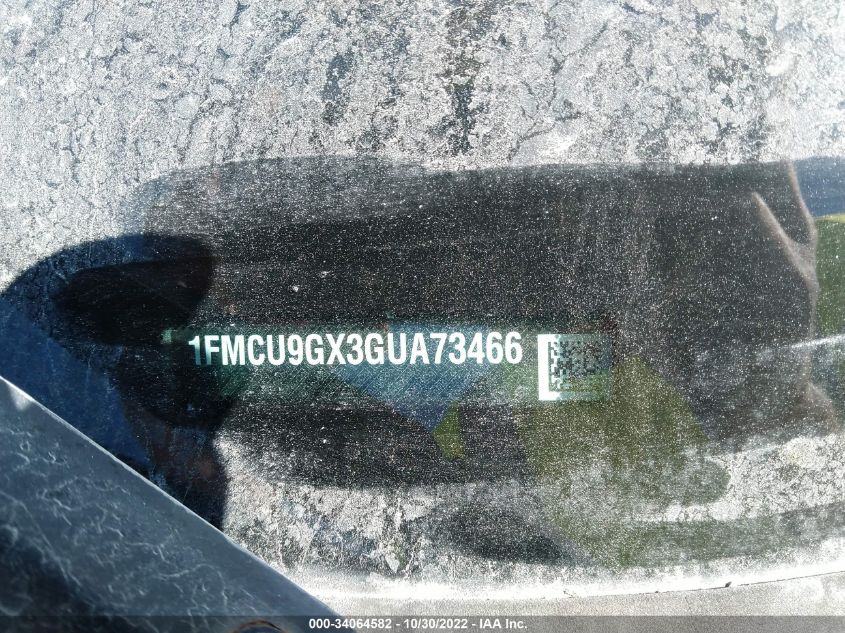 1FMCU9GX3GUA73466
000-34064582 - 10/30/2022 - IAA Inc.